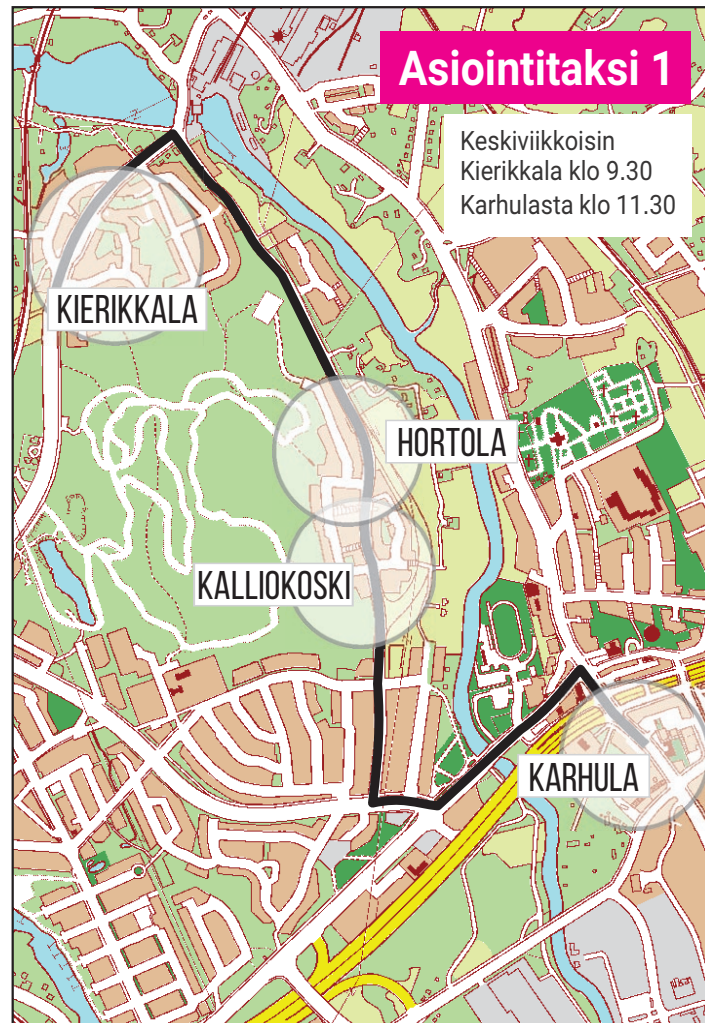 Asiointitaksi 1
Keskiviikkoisin
Kierikkala klo 9.30
Karhulasta klo 11.30
KIERIKKALA
HORTOLA
KALLIOKOSKI
KARHULA